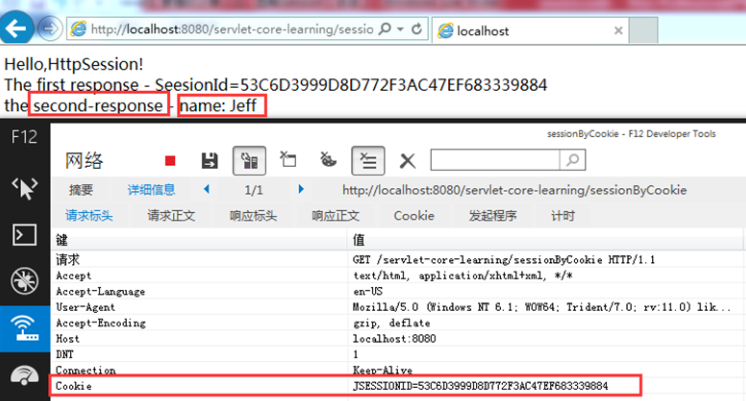 http://localhost:8080/servlet-core-learning/sessio
localhost
Hello,HttpSession!
The first response - SeesionId=53C6D3999D8D772F3AC47EF683339884
the second-response - name: Jeff
sessionByCookie - F12 Developer Tools
F12
网络
摘要 详细信息 1/1 http://localhost:8080/servlet-core-learning/sessionByCookie
请求标头 请求正文 响应标头 响应正文 Cookie 发起程序 计时
键 值
请求 GET /servlet-core-learning/sessionByCookie HTTP/1.1
Accept text/html, application/xhtml+xml, */*
Accept-Language en-US
User-Agent Mozilla/5.0 (Windows NT 6.1; WOW64; Trident/7.0; rv:11.0) lik...
Accept-Encoding gzip, deflate
Host localhost:8080
DNT 1
Connection Keep-Alive
Cookie JSESSIONID=53C6D3999D8D772F3AC47EF683339884